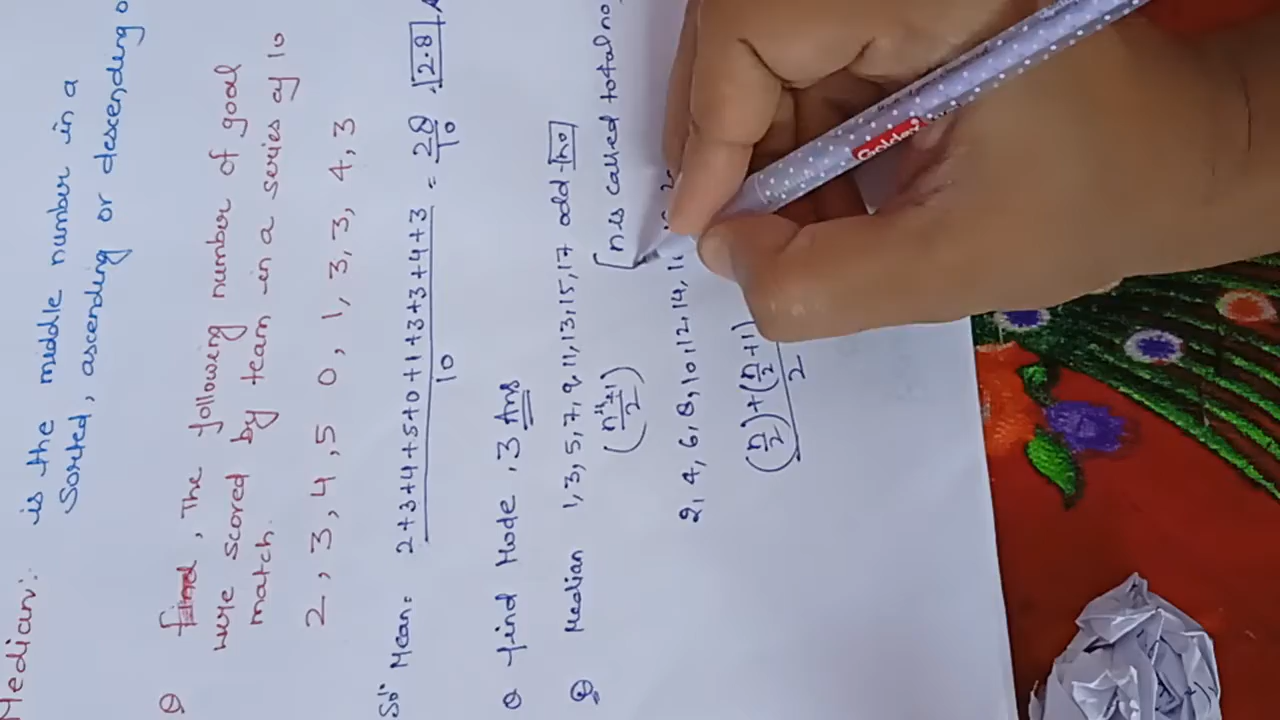 Median: is the middle number in a
Sorted, ascending or descending
Q find, The following number of goal
were scored by team in a series of 10
match.
2, 3, 4, 5 0, 1, 3, 3, 4, 3
Solⁿ Mean = 2+3+4+5+0+1+3+3+4+3 / 10 = 28/10 . 2.8
Q find Mode . 3 Ans
Q Median 1, 3, 5, 7, 9, 11, 13, 15, 17 odd no
(n+1/2) [n is called total no
2, 4, 6, 8, 10, 12, 14,
(n/2)+(n/2+1) / 2
Goldex